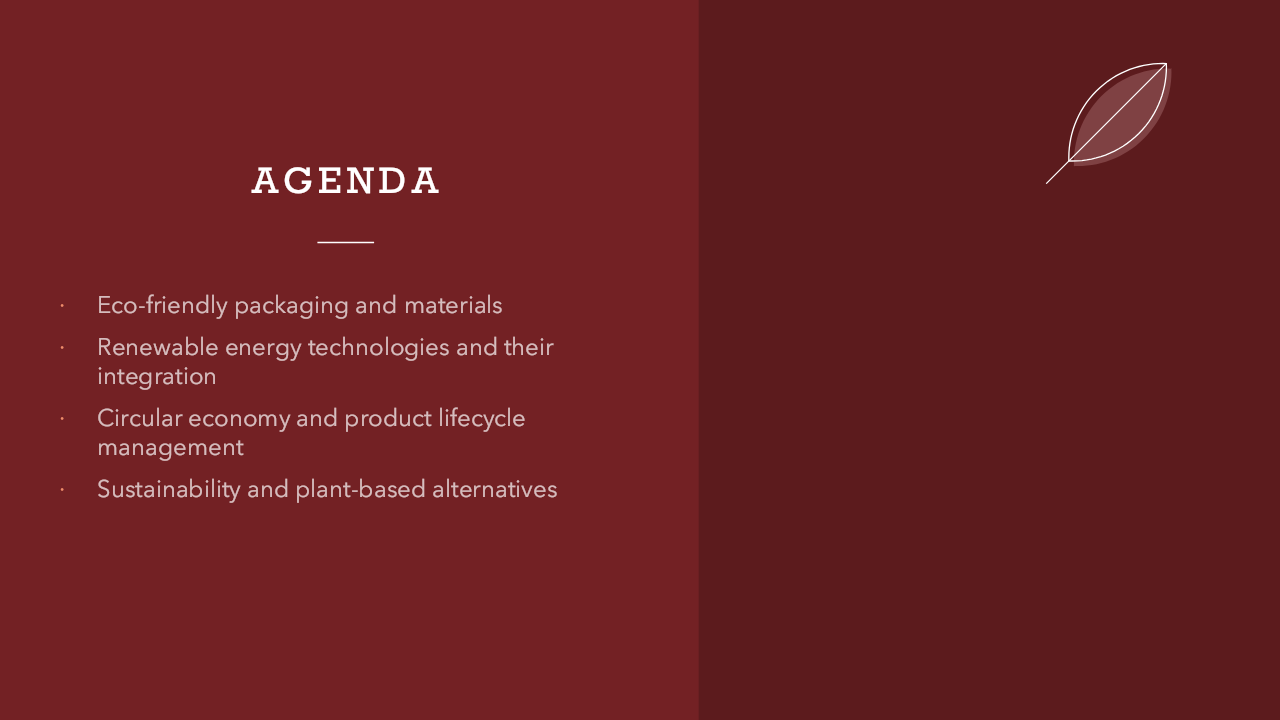 AGENDA
· Eco-friendly packaging and materials
· Renewable energy technologies and their
integration
· Circular economy and product lifecycle
management
· Sustainability and plant-based alternatives